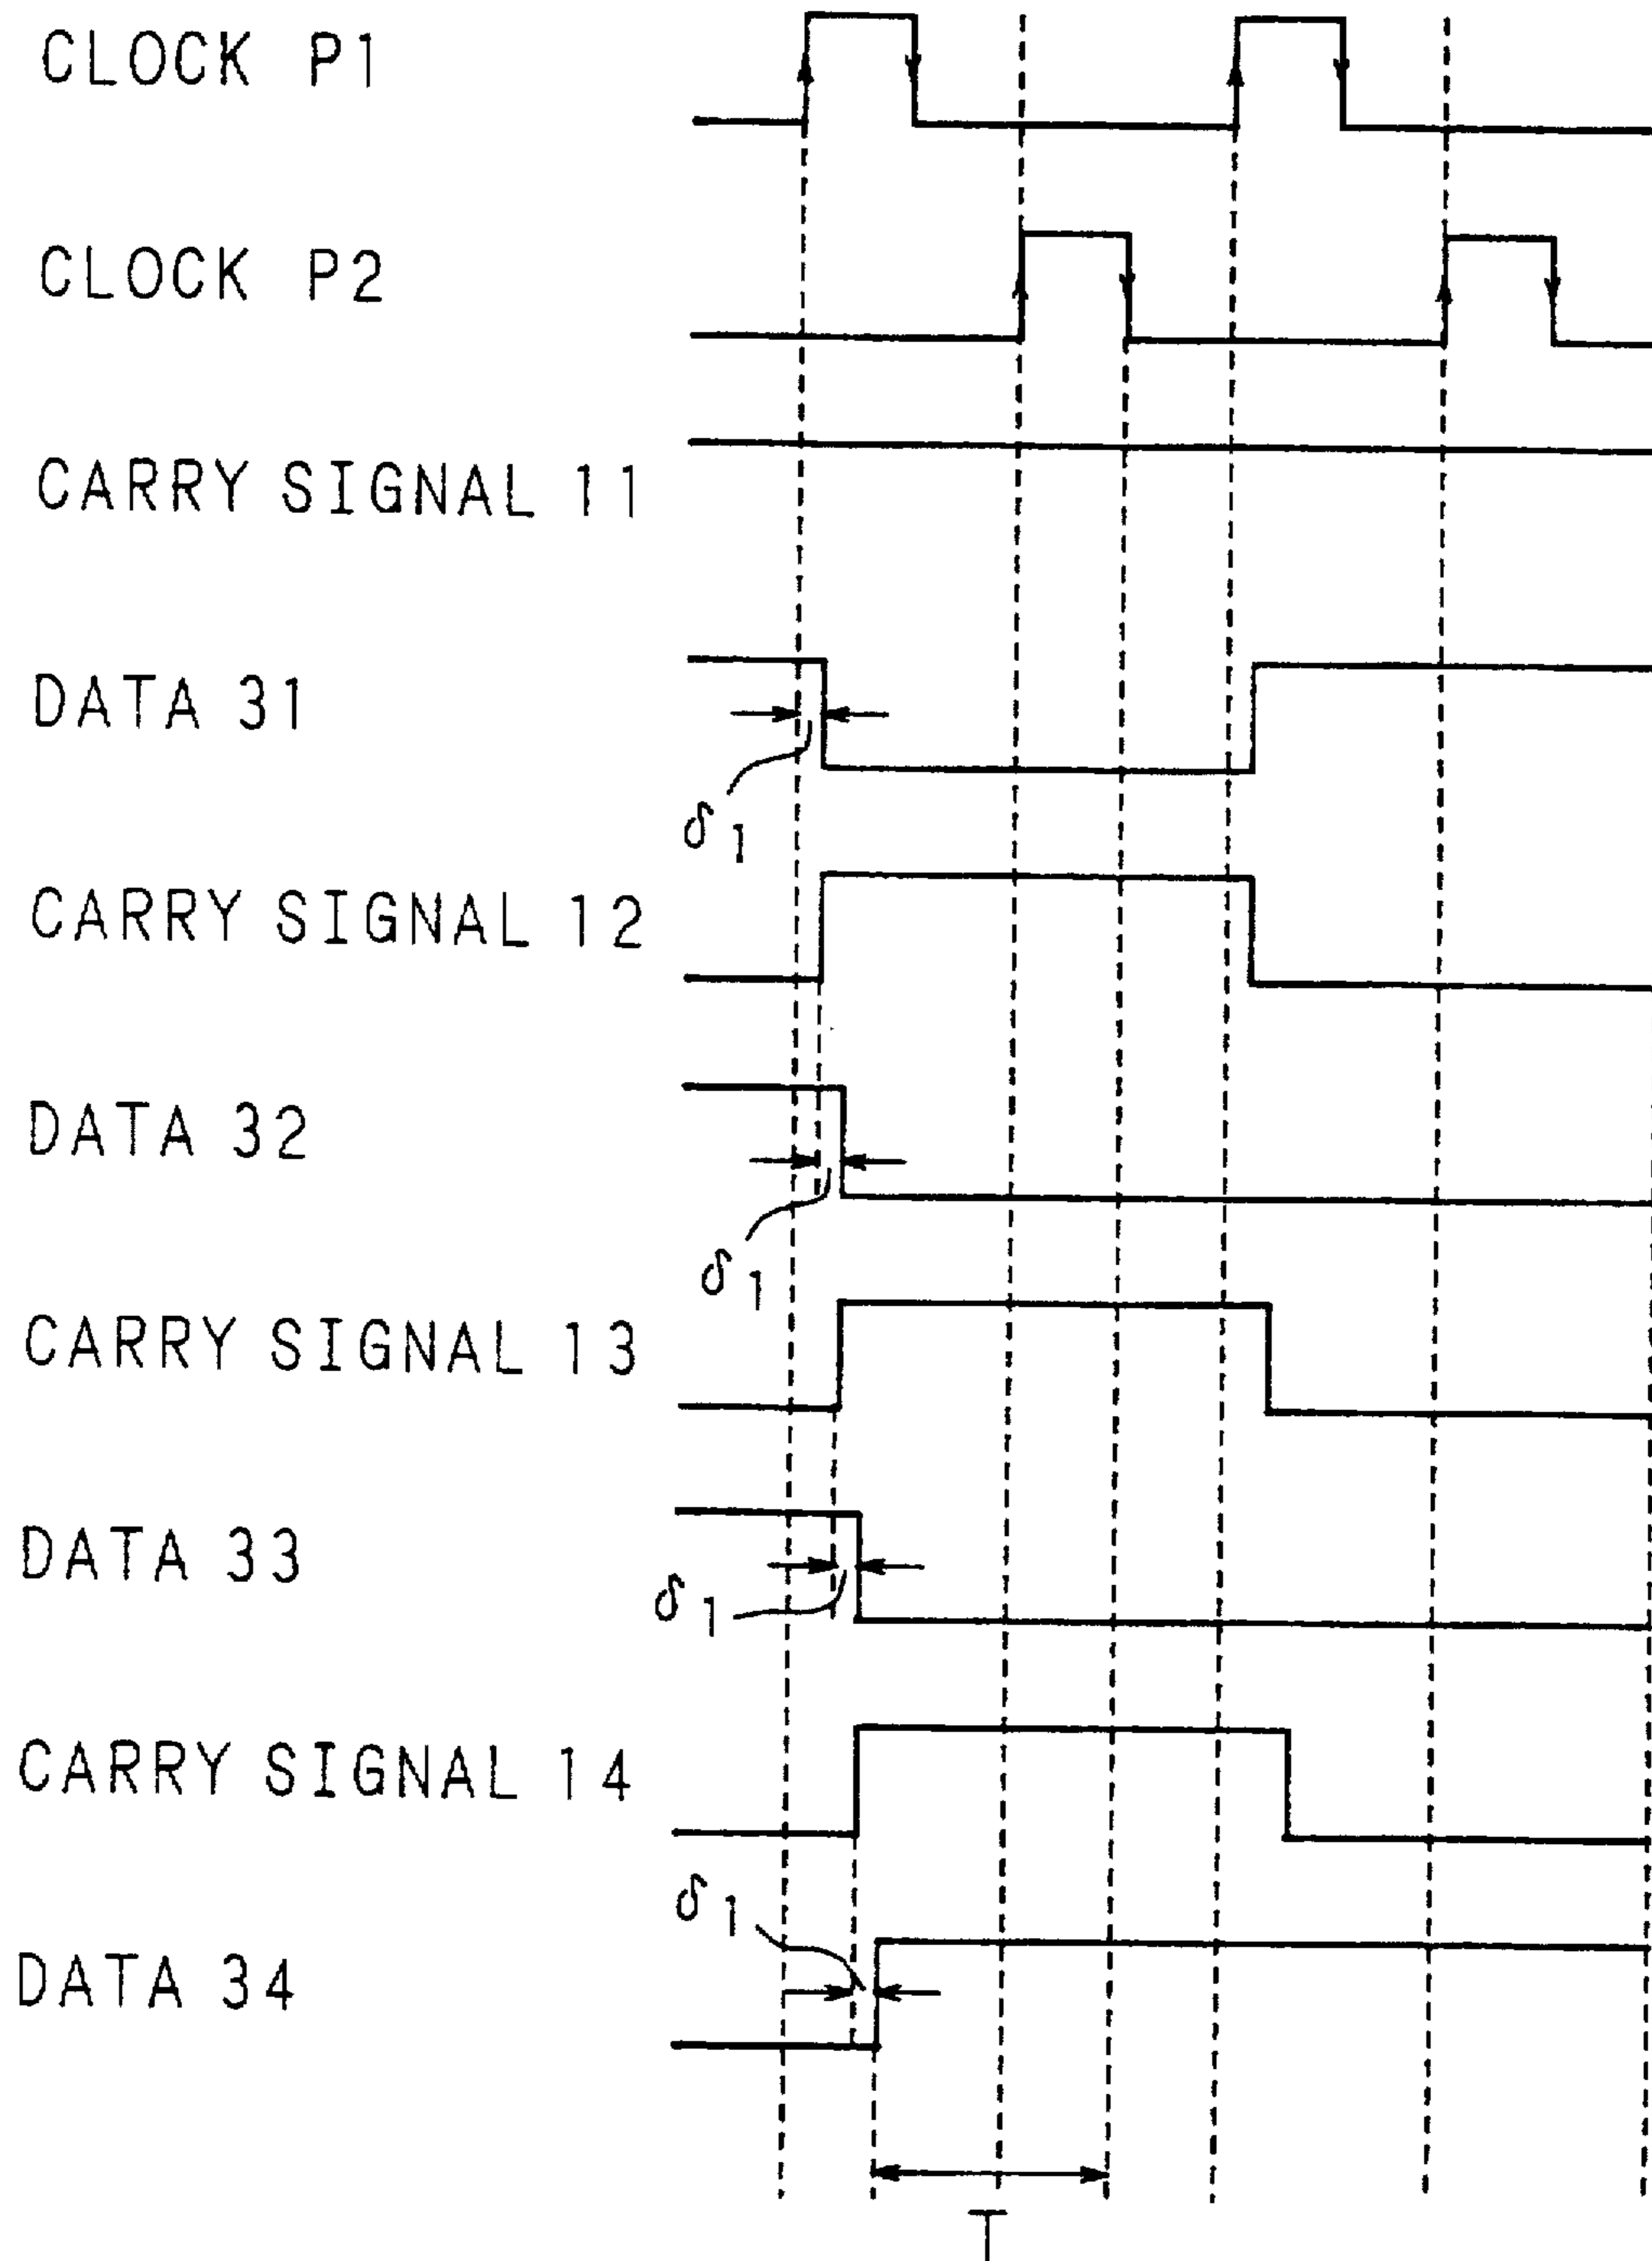 CLOCK P1
CLOCK P2
CARRY SIGNAL 11
DATA 31
δ1
CARRY SIGNAL 12
DATA 32
δ1
CARRY SIGNAL 13
DATA 33
δ1
CARRY SIGNAL 14
δ1
DATA 34
T